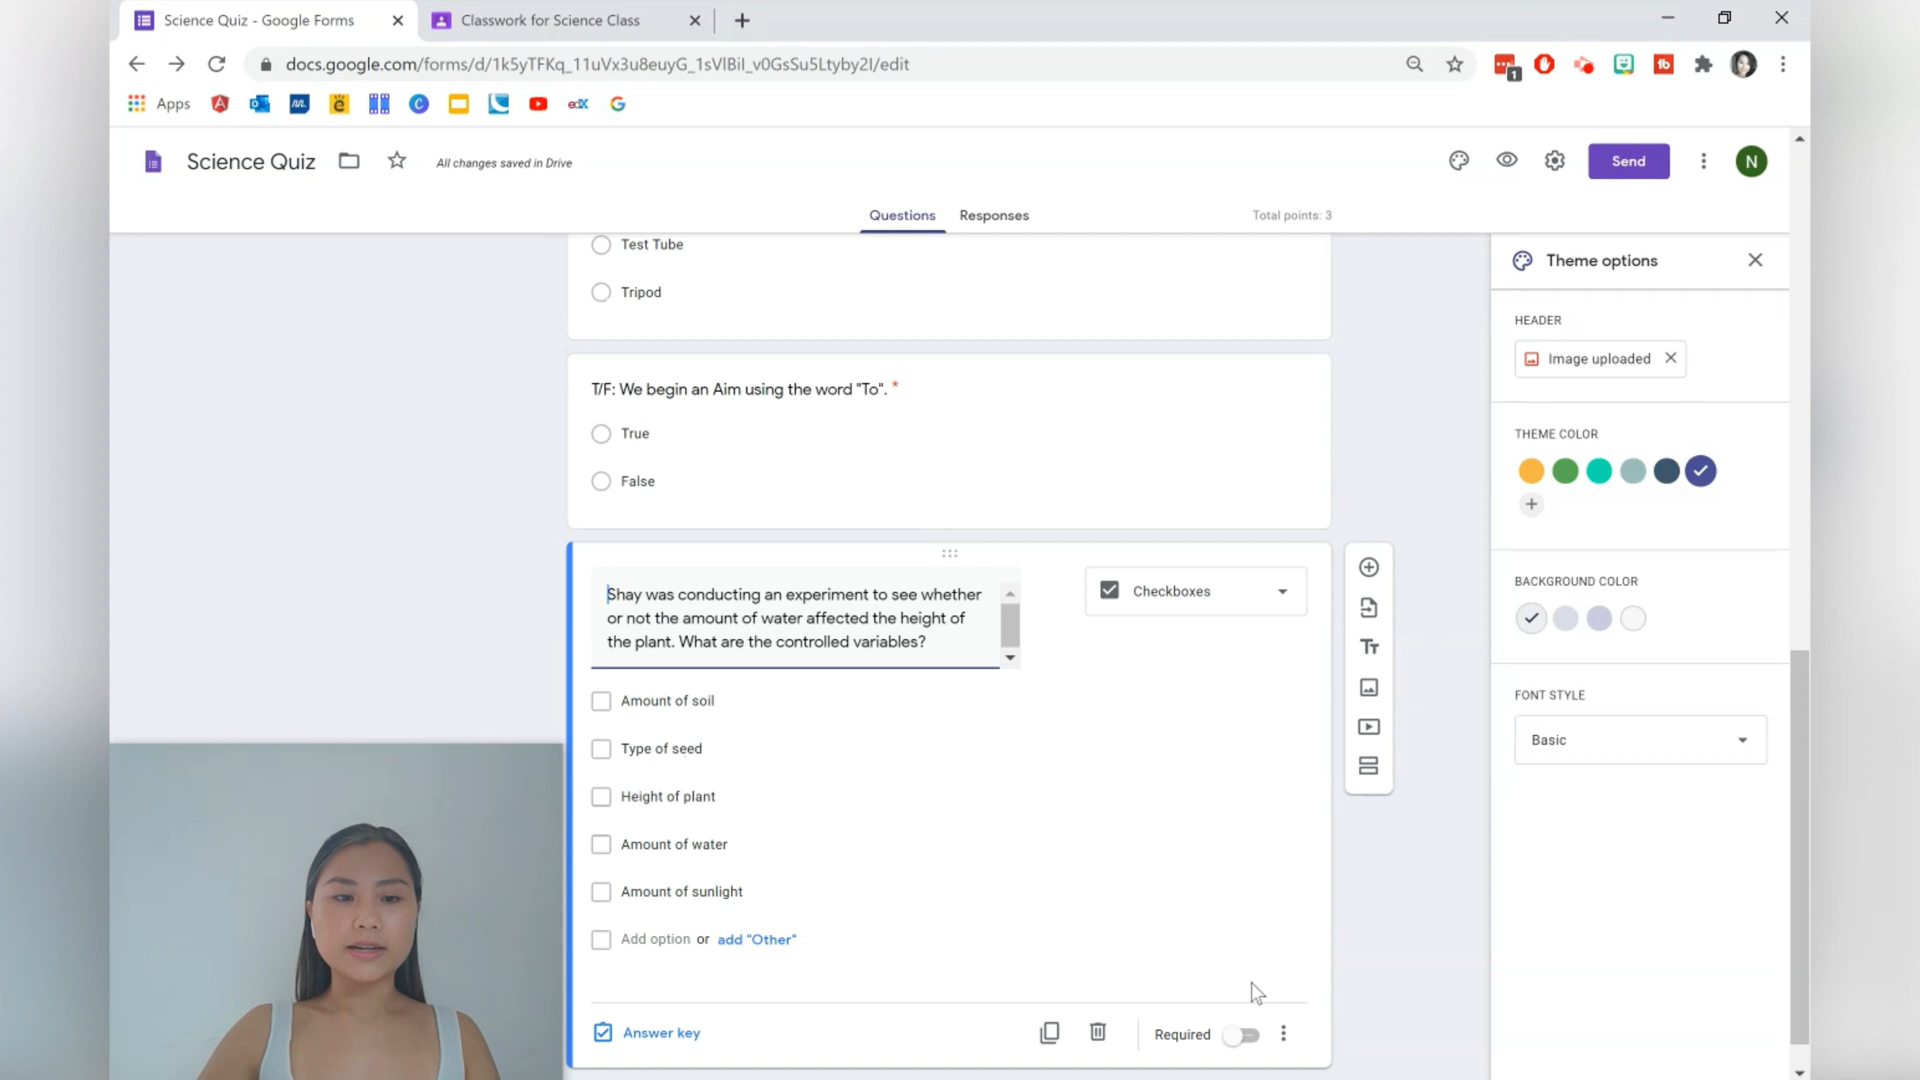 Science Quiz - Google Forms
Classwork for Science Class
docs.google.com/forms/d/1k5yTFKq_11uVx3u8euyG_1sVlBil_v0GsSu5Ltyby2I/edit
1
tb
Apps
edX
Science Quiz
All changes saved in Drive
Send
N
Questions
Responses
Total points: 3
Test Tube
Tripod
T/F: We begin an Aim using the word "To". *
True
False
Shay was conducting an experiment to see whether
or not the amount of water affected the height of
the plant. What are the controlled variables?
Checkboxes
Amount of soil
Type of seed
Height of plant
Amount of water
Amount of sunlight
Add option or add "Other"
Answer key
Required
Tt
Theme options
HEADER
Image uploaded
THEME COLOR
BACKGROUND COLOR
FONT STYLE
Basic